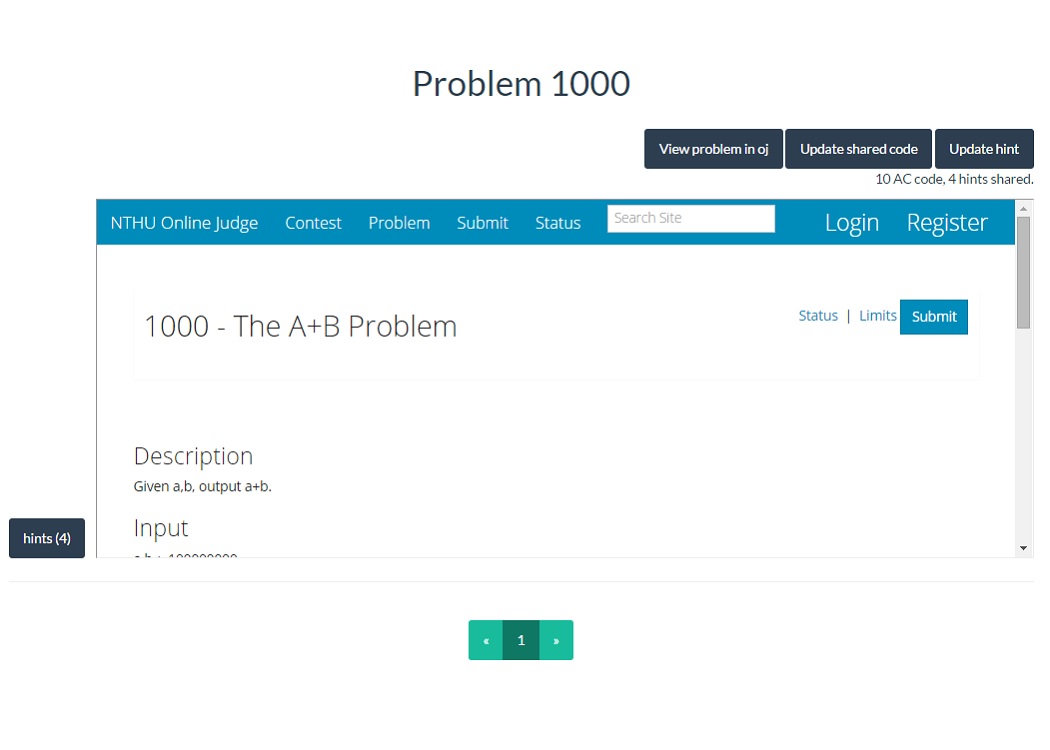 Problem 1000
View problem in oj Update shared code Update hint
10 AC code, 4 hints shared.
NTHU Online Judge Contest Problem Submit Status Search Site Login Register
1000 - The A+B Problem
Status | Limits Submit
Description
Given a,b, output a+b.
Input
hints (4)
« 1 »